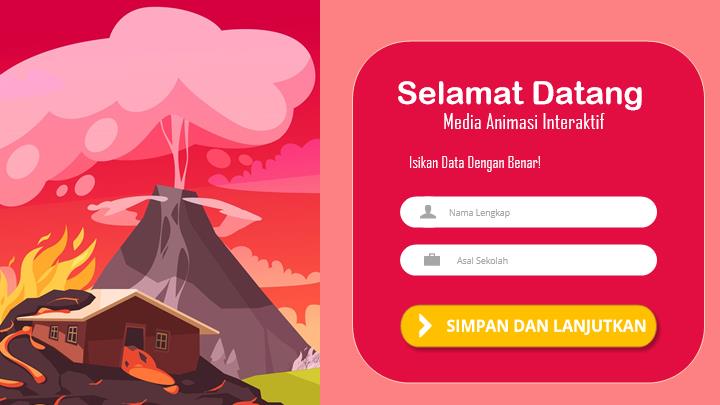 Selamat Datang
Media Animasi Interaktif
Isikan Data Dengan Benar!
Nama Lengkap
Asal Sekolah
SIMPAN DAN LANJUTKAN